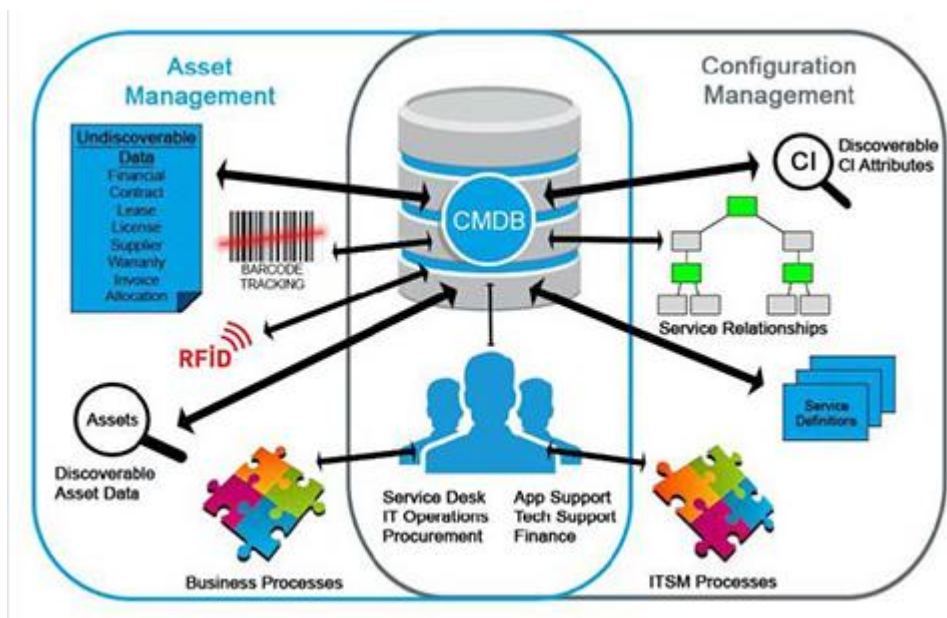 Asset
Management
Configuration
Management
Undiscoverable
Data
Financial
Contract
Lease
License
Supplier
Warranty
Invoice
Allocation
BARCODE
TRACKING
RFiD
Assets
Discoverable
Asset Data
Business Processes
CMDB
Service Desk
IT Operations
Procurement
App Support
Tech Support
Finance
CI
Discoverable
CI Attributes
Service Relationships
Service
Definitions
ITSM Processes